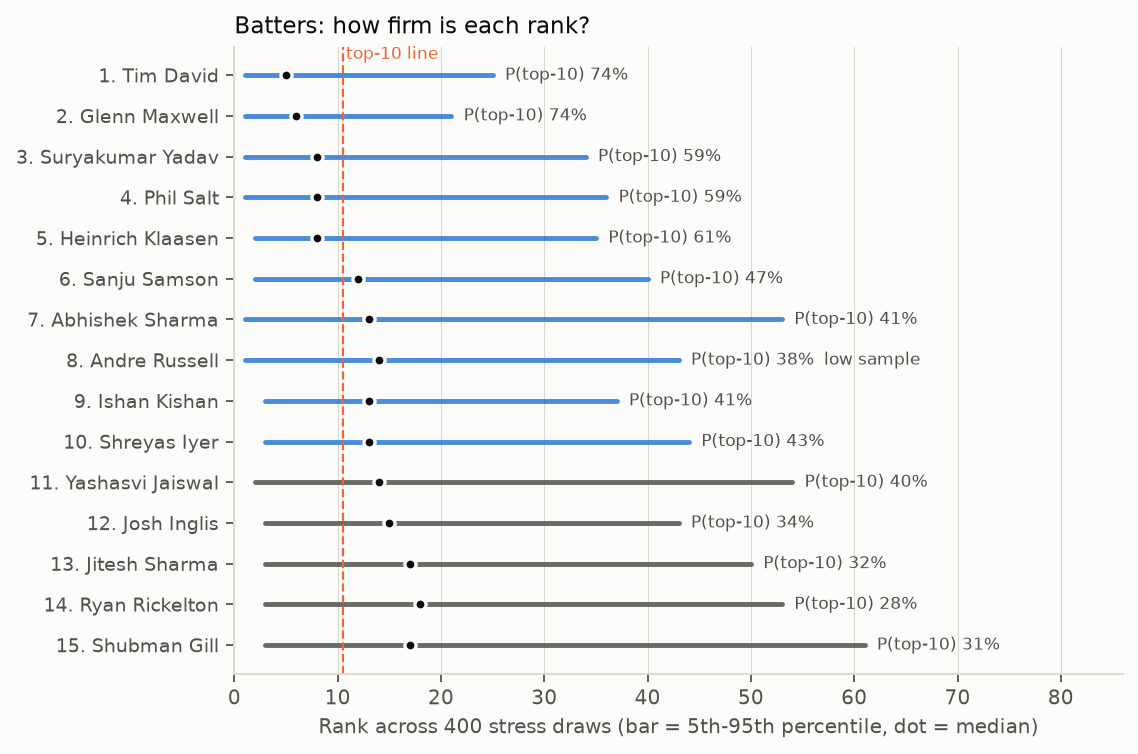 Batters: how firm is each rank?
top-10 line
1. Tim David P(top-10) 74%
2. Glenn Maxwell P(top-10) 74%
3. Suryakumar Yadav P(top-10) 59%
4. Phil Salt P(top-10) 59%
5. Heinrich Klaasen P(top-10) 61%
6. Sanju Samson P(top-10) 47%
7. Abhishek Sharma P(top-10) 41%
8. Andre Russell P(top-10) 38% low sample
9. Ishan Kishan P(top-10) 41%
10. Shreyas Iyer P(top-10) 43%
11. Yashasvi Jaiswal P(top-10) 40%
12. Josh Inglis P(top-10) 34%
13. Jitesh Sharma P(top-10) 32%
14. Ryan Rickelton P(top-10) 28%
15. Shubman Gill P(top-10) 31%
0 10 20 30 40 50 60 70 80
Rank across 400 stress draws (bar = 5th-95th percentile, dot = median)